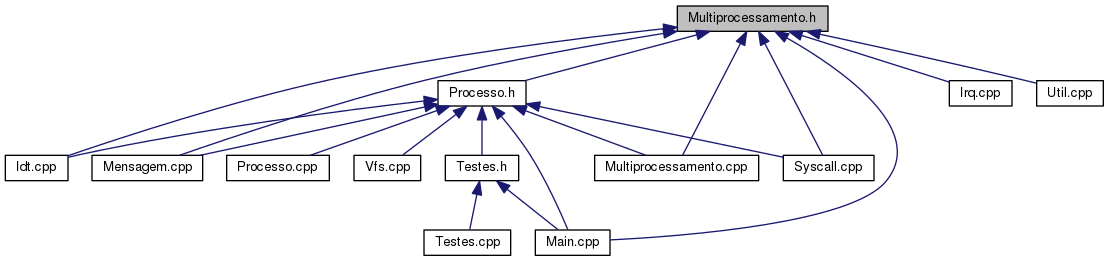 Multiprocessamento.h
Processo.h
Irq.cpp
Util.cpp
Idt.cpp
Mensagem.cpp
Processo.cpp
Vfs.cpp
Testes.h
Multiprocessamento.cpp
Syscall.cpp
Testes.cpp
Main.cpp